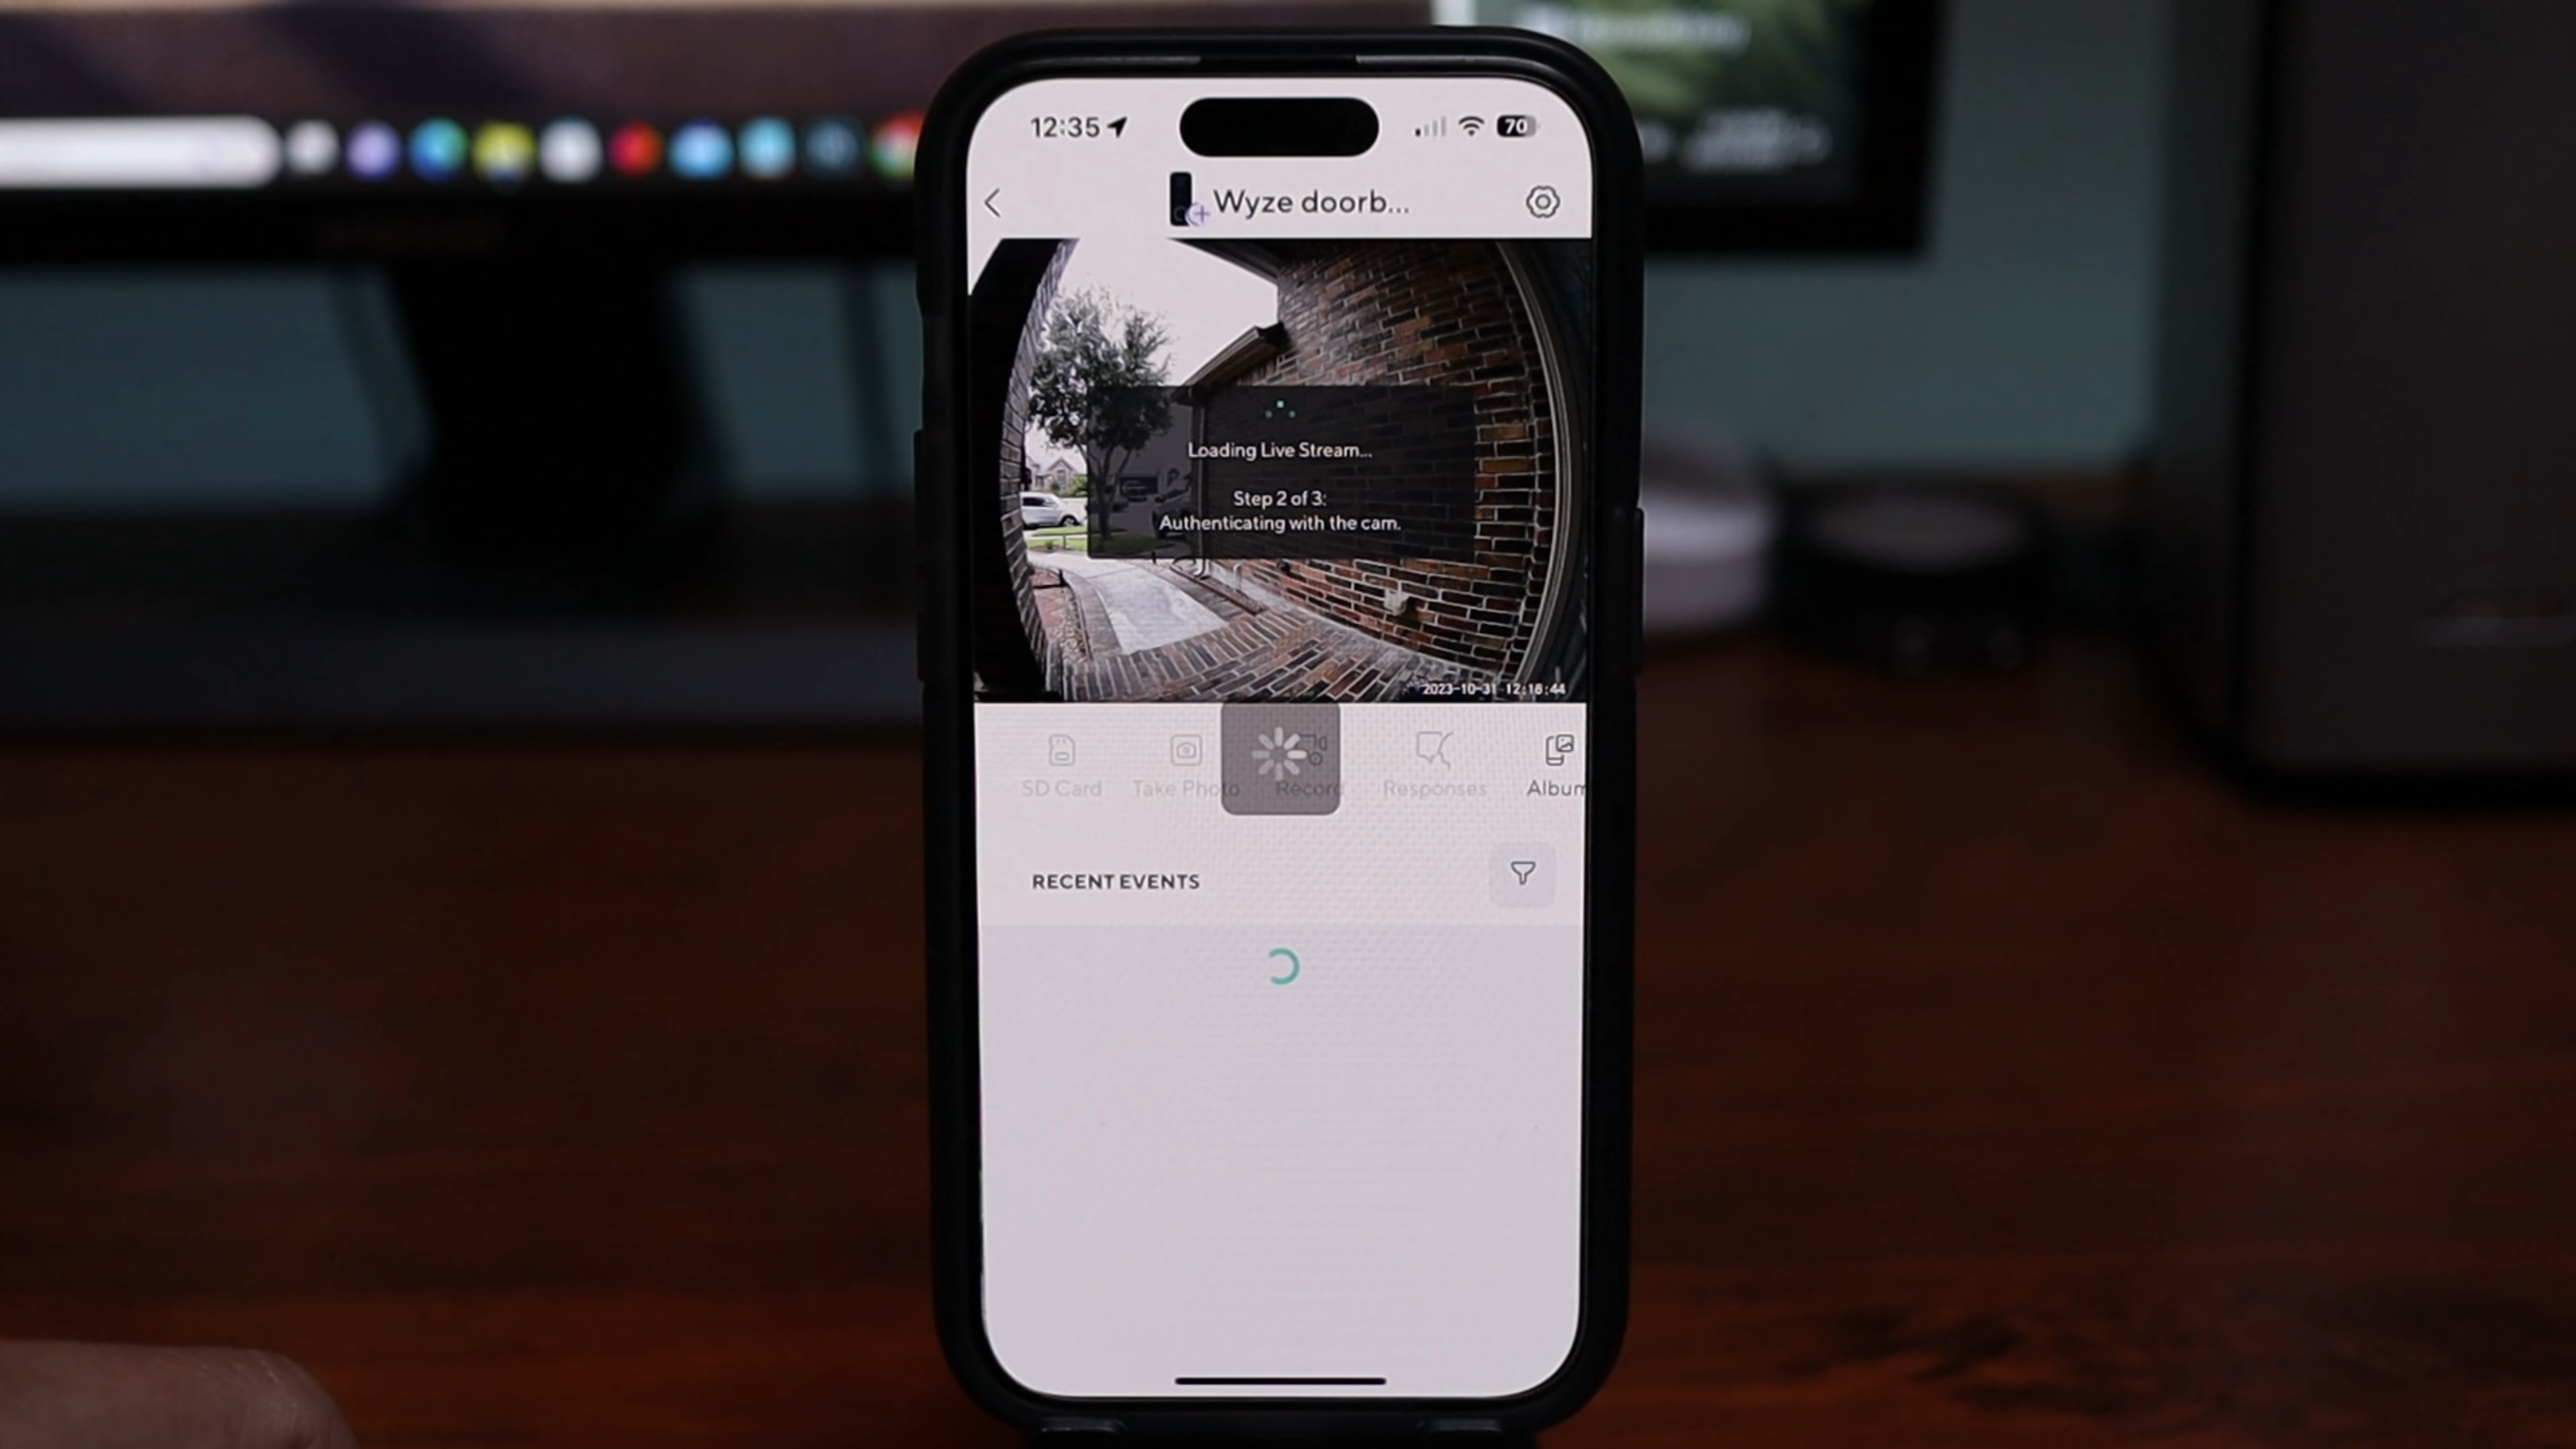 12:35
70
Wyze doorb...
Loading Live Stream...
Step 2 of 3:
Authenticating with the cam.
2023-10-31 12:18:44
SD Card
Take Photo
Record
Responses
Album
RECENT EVENTS